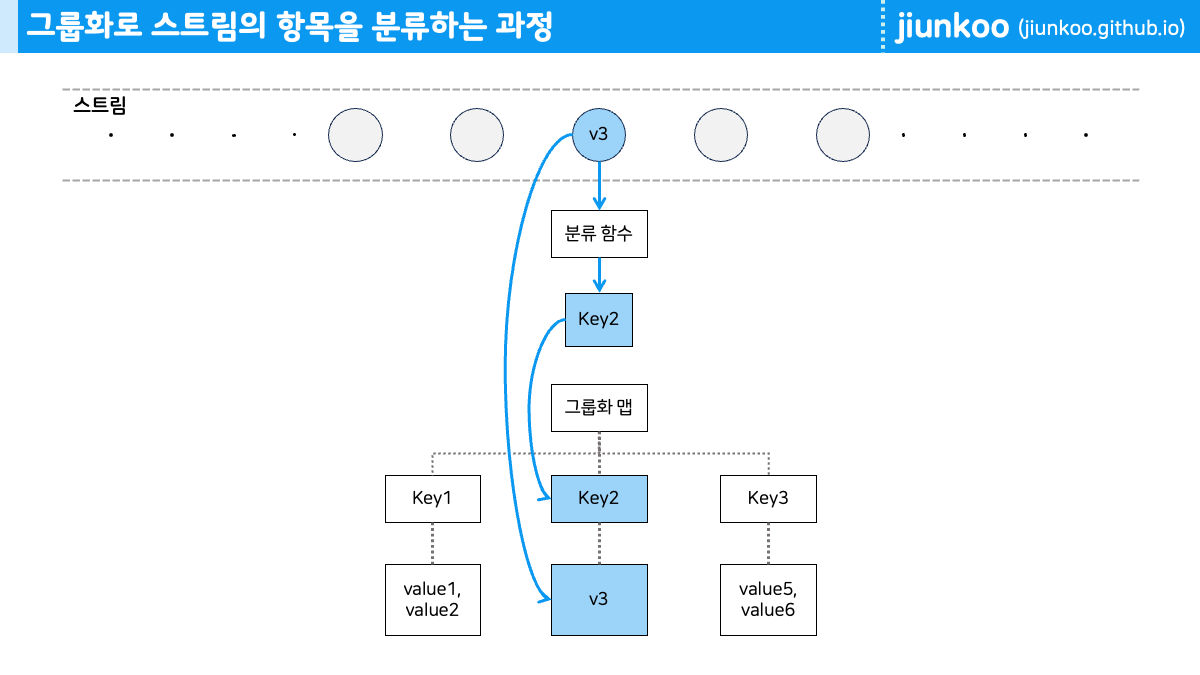 그룹화로 스트림의 항목을 분류하는 과정
jiunkoo (jiunkoo.github.io)
스트림
v3
분류 함수
Key2
그룹화 맵
Key1
Key2
Key3
value1,
value2
v3
value5,
value6